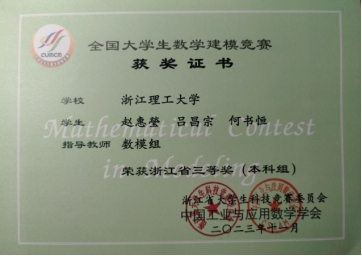 CUMCM
全国大学生数学建模竞赛
获奖证书
学校 浙江理工大学
学生 赵惠莹 吕昌宗 何书恒
Mathematical Contest
指导教师 数模组
in Modeling
荣获浙江省三等奖(本科组)
浙江省大学生科技竞赛委员会
中国工业与应用数学学会
二〇二三年十一月